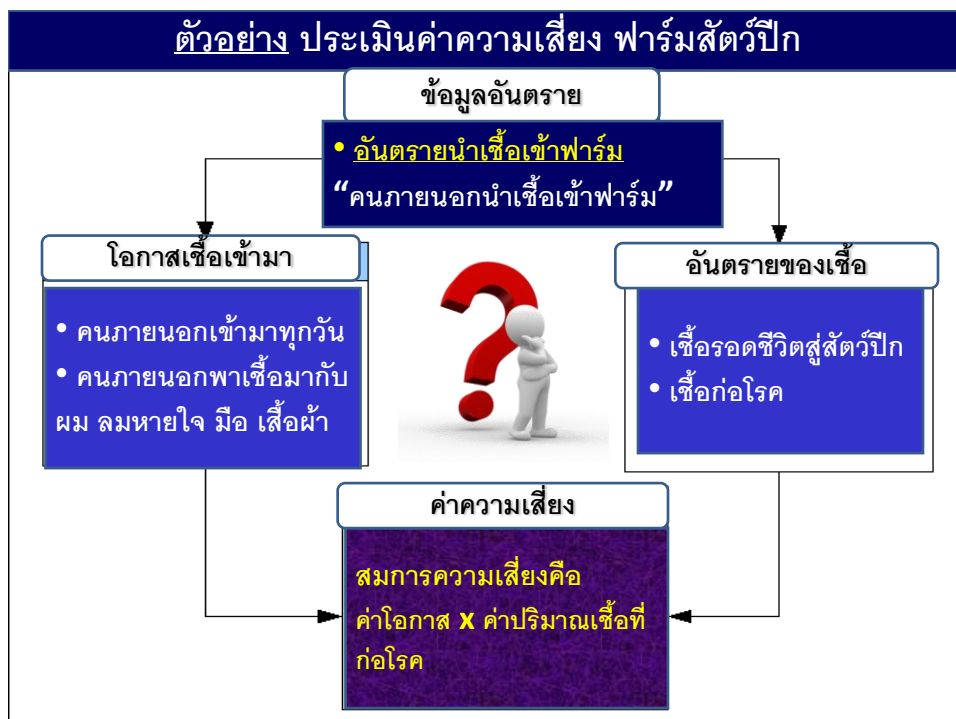 ตัวอย่าง ประเมินค่าความเสี่ยง ฟาร์มสัตว์ปีก
ข้อมูลอันตราย
• อันตรายนำเชื้อเข้าฟาร์ม
“คนภายนอกนำเชื้อเข้าฟาร์ม”
โอกาสเชื้อเข้ามา
• คนภายนอกเข้ามาทุกวัน
• คนภายนอกพาเชื้อมากับ
ผม ลมหายใจ มือ เสื้อผ้า
อันตรายของเชื้อ
• เชื้อรอดชีวิตสู่สัตว์ปีก
• เชื้อก่อโรค
ค่าความเสี่ยง
สมการความเสี่ยงคือ
ค่าโอกาส X ค่าปริมาณเชื้อที่
ก่อโรค